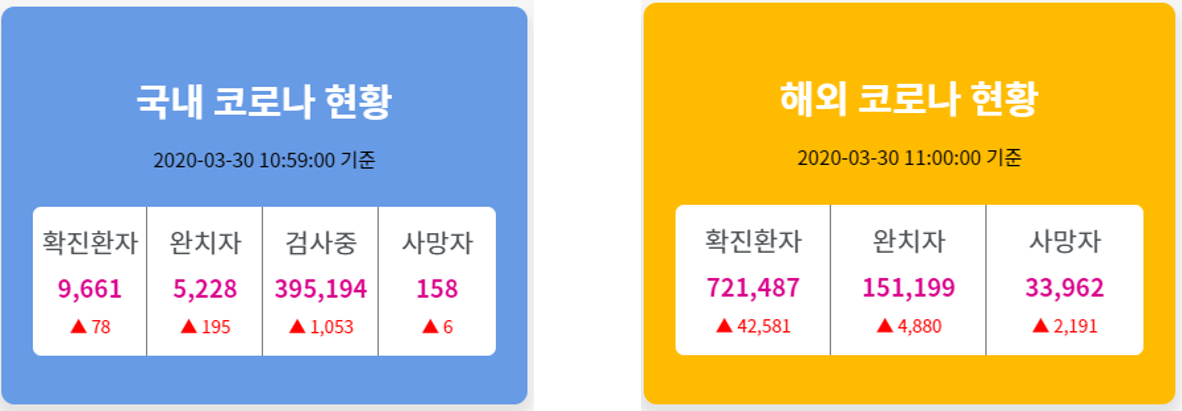 국내 코로나 현황
2020-03-30 10:59:00 기준
확진환자 완치자 검사중 사망자
9,661 5,228 395,194 158
▲ 78 ▲ 195 ▲ 1,053 ▲ 6
해외 코로나 현황
2020-03-30 11:00:00 기준
확진환자 완치자 사망자
721,487 151,199 33,962
▲ 42,581 ▲ 4,880 ▲ 2,191